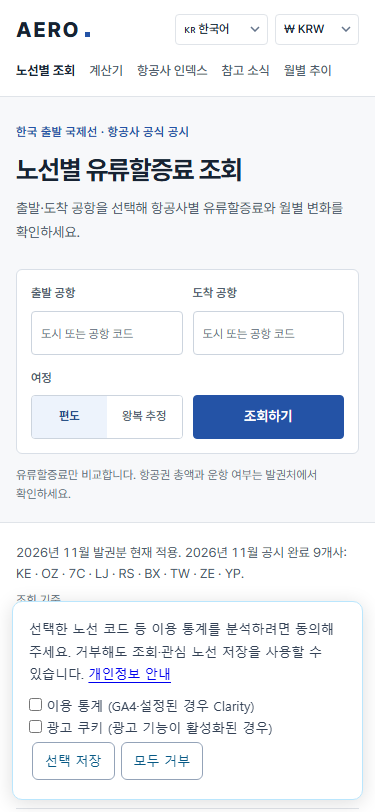 AERO.
KR 한국어
₩ KRW
노선별 조회 계산기 항공사 인덱스 참고 소식 월별 추이
한국 출발 국제선 · 항공사 공식 공시
노선별 유류할증료 조회
출발·도착 공항을 선택해 항공사별 유류할증료와 월별 변화를
확인하세요.
출발 공항
도착 공항
도시 또는 공항 코드
도시 또는 공항 코드
여정
편도
왕복 추정
조회하기
유류할증료만 비교합니다. 항공권 총액과 운항 여부는 발권처에서
확인하세요.
2026년 11월 발권분 현재 적용. 2026년 11월 공시 완료 9개사:
KE · OZ · 7C · LJ · RS · BX · TW · ZE · YP.
조회 기준
선택한 노선 코드 등 이용 통계를 분석하려면 동의해
주세요. 거부해도 조회·관심 노선 저장을 사용할 수
있습니다. 개인정보 안내
이용 통계 (GA4·설정된 경우 Clarity)
광고 쿠키 (광고 기능이 활성화된 경우)
선택 저장
모두 거부